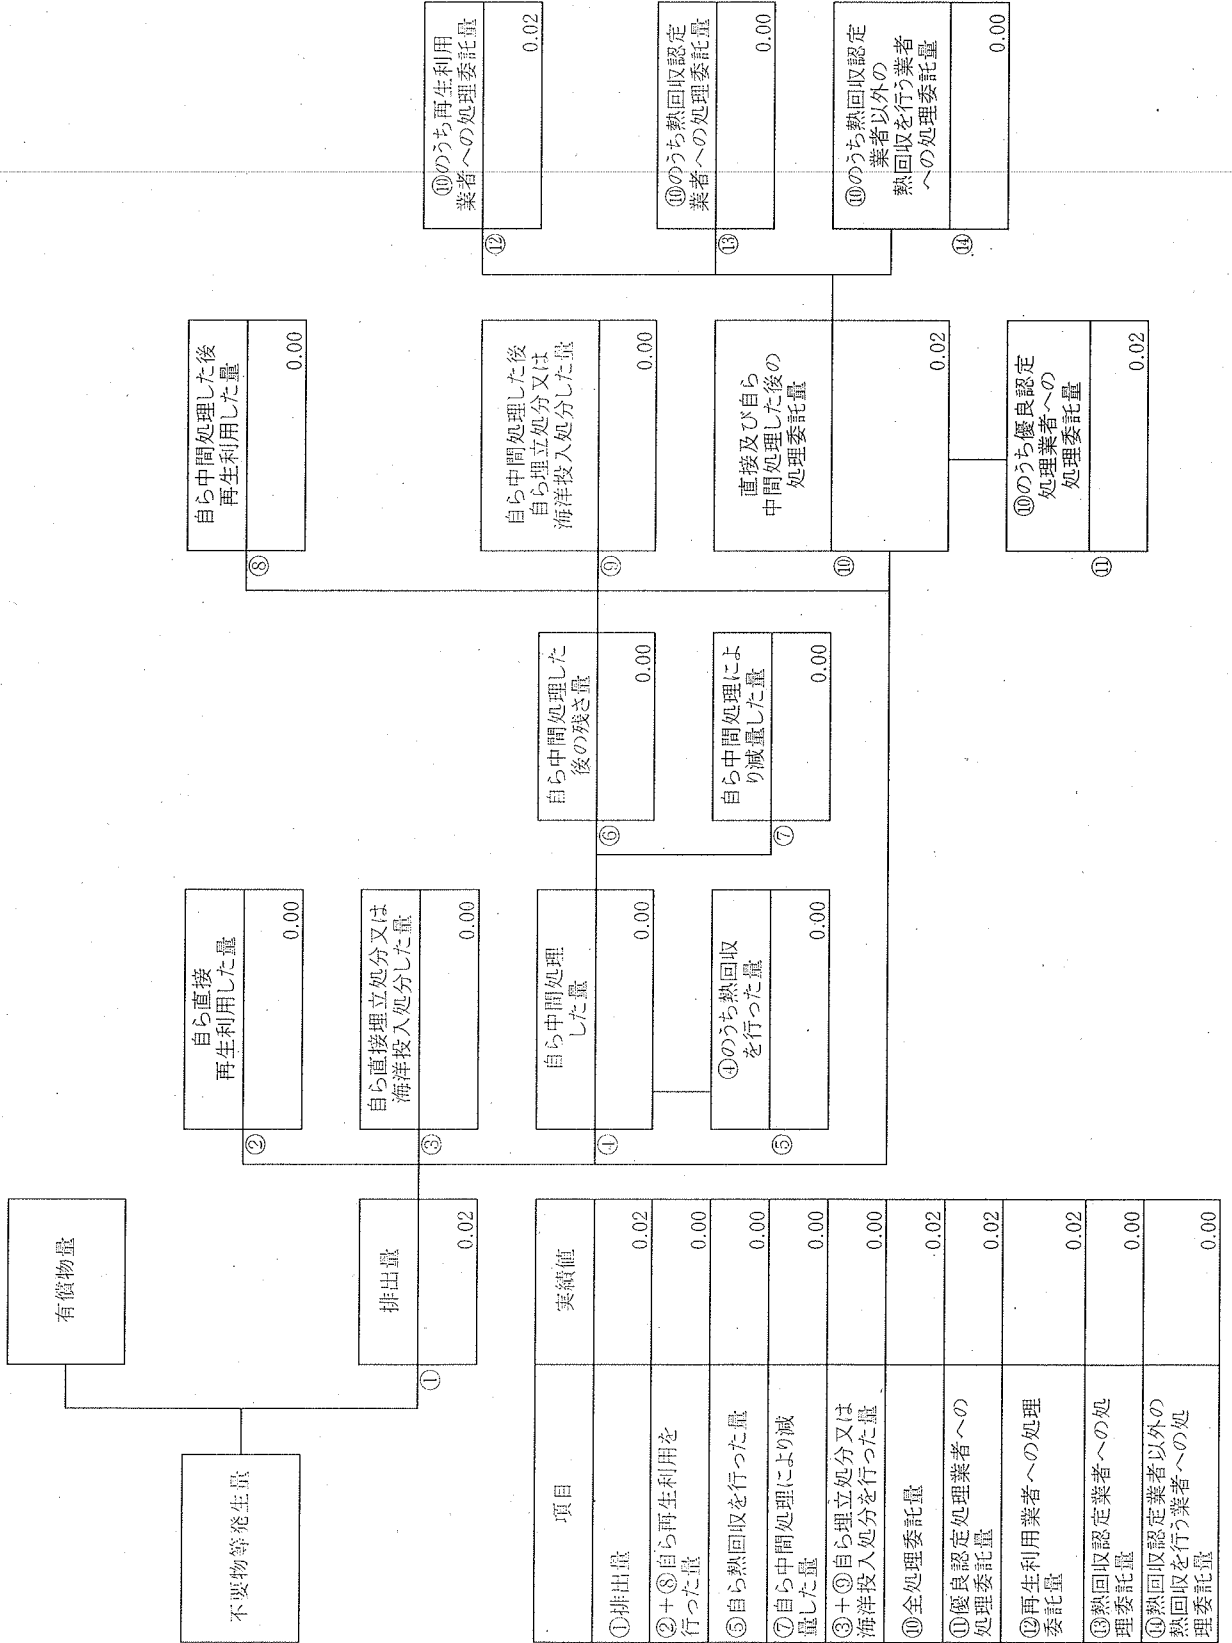 有償物量
不要物等発生量
排出量
①
0.02
自ら直接
再生利用した量
②
0.00
自ら直接埋立処分又は
海洋投入処分した量
③
0.00
自ら中間処理
した量
④
0.00
④のうち熱回収
を行った量
⑤
0.00
自ら中間処理した
後の残さ量
⑥
0.00
自ら中間処理によ
り減量した量
⑦
0.00
自ら中間処理した後
再生利用した量
⑧
0.00
自ら中間処理した後
自ら埋立処分又は
海洋投入処分した量
⑨
0.00
直接及び自ら
中間処理した後の
処理委託量
⑩
0.02
⑩のうち優良認定
処理業者への
処理委託量
⑪
0.02
⑩のうち再生利用
業者への処理委託量
⑫
0.02
⑩のうち熱回収認定
業者への処理委託量
⑬
0.00
⑩のうち熱回収認定
業者以外の
熱回収を行う業者
への処理委託量
⑭
0.00
項目 実績値
①排出量 0.02
②+⑧自ら再生利用を
行った量 0.00
⑤自ら熱回収を行った量 0.00
⑦自ら中間処理により減
量した量 0.00
③+⑨自ら埋立処分又は
海洋投入処分を行った量 0.00
⑩全処理委託量 0.02
⑪優良認定処理業者への
処理委託量 0.02
⑫再生利用業者への処理
委託量 0.02
⑬熱回収認定業者への処
理委託量 0.00
⑭熱回収認定業者以外の
熱回収を行う業者への処
理委託量 0.00